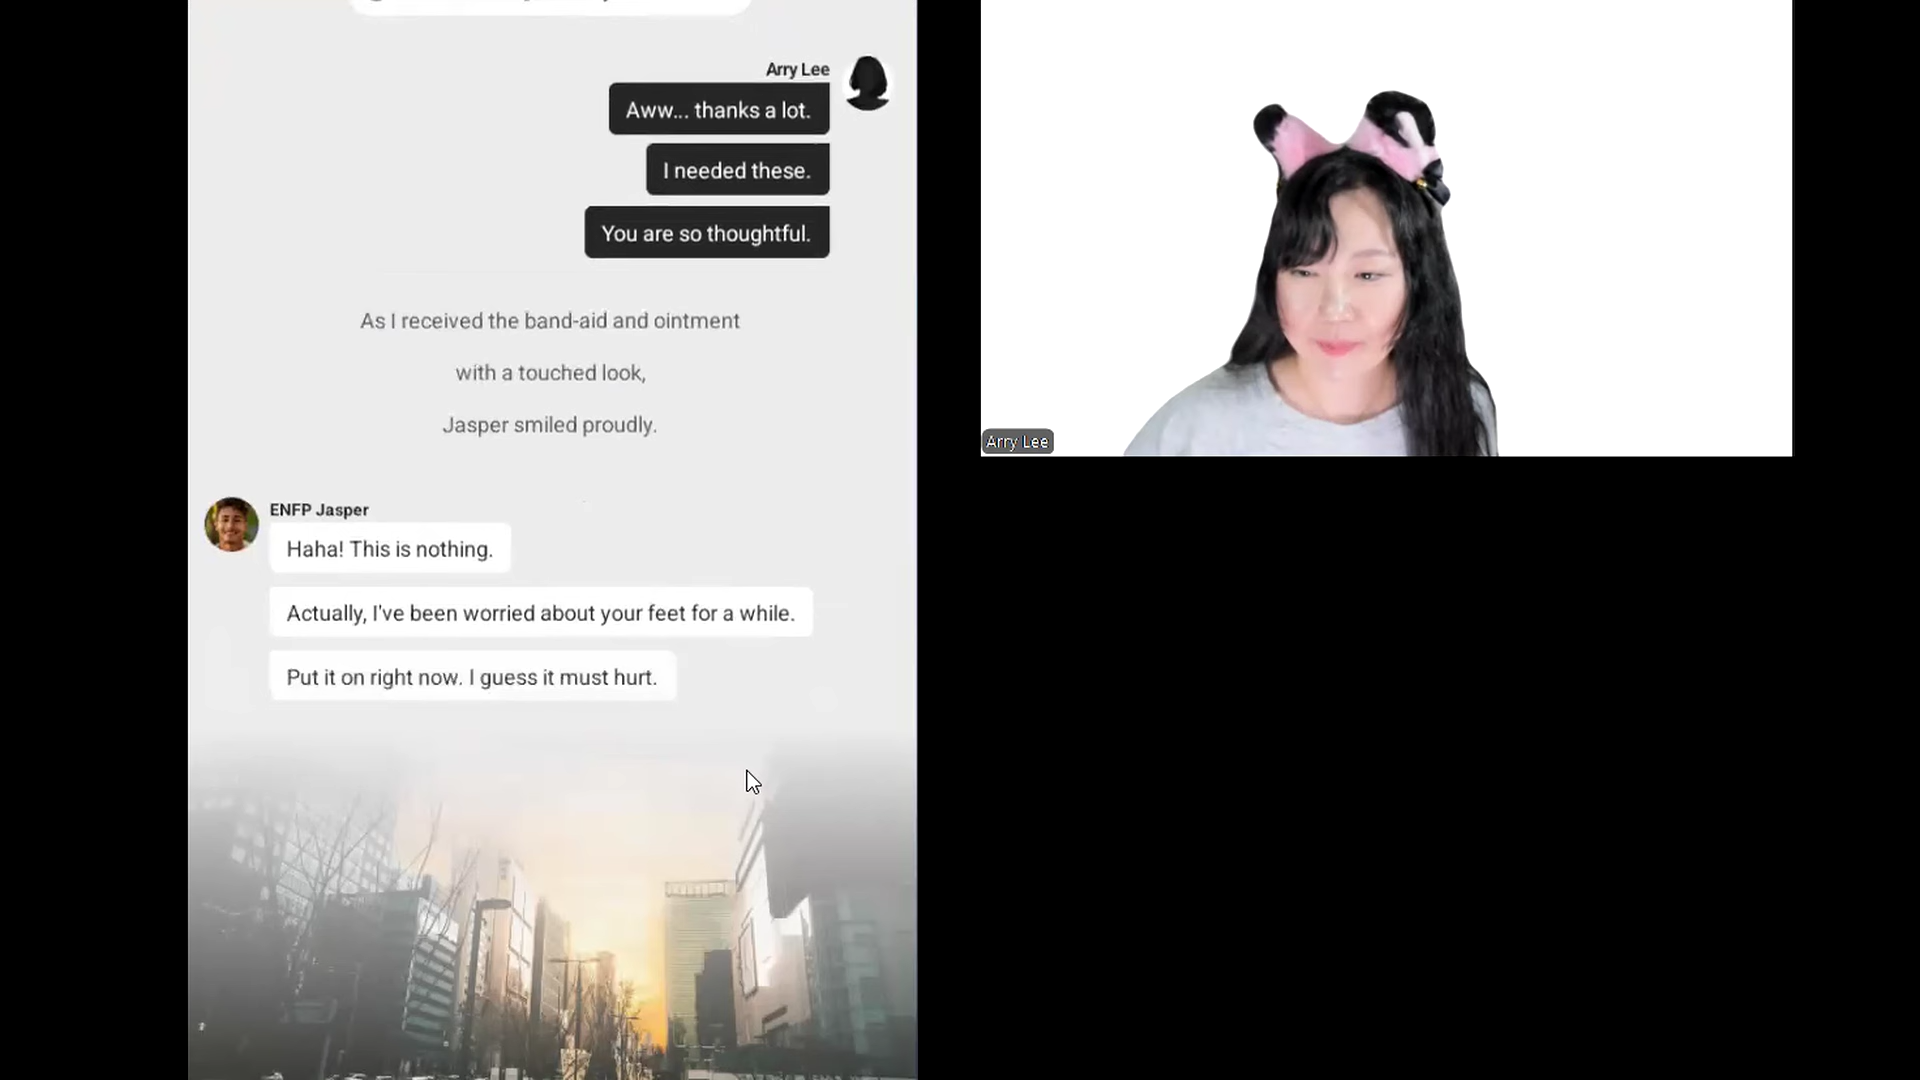 Arry Lee
Aww... thanks a lot.
I needed these.
You are so thoughtful.
As I received the band-aid and ointment
with a touched look,
Jasper smiled proudly.
ENFP Jasper
Haha! This is nothing.
Actually, I've been worried about your feet for a while.
Put it on right now. I guess it must hurt.
Arry Lee